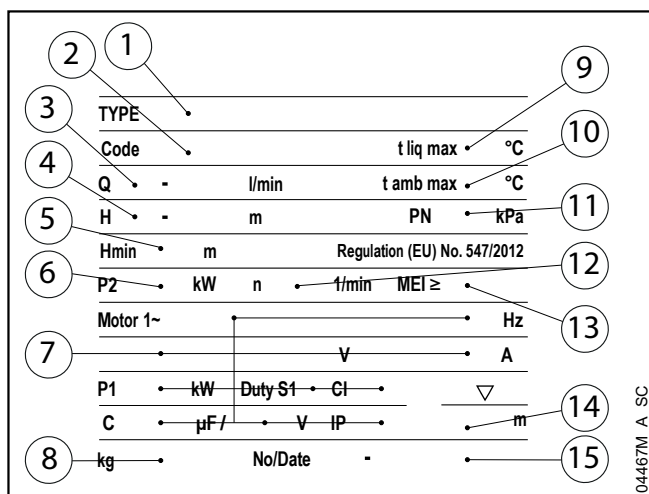 1
2
9
3
TYPE
10
Code t liq max °C
4
Q - l/min t amb max °C
11
H - m PN kPa
5
Hmin m Regulation (EU) No. 547/2012
12
6
P2 kW n 1/min MEI ≥
13
Motor 1~ Hz
7
V A
P1 kW Duty S1 CI
14
C µF / V IP m
8
kg No/Date -
15
04467M A SC